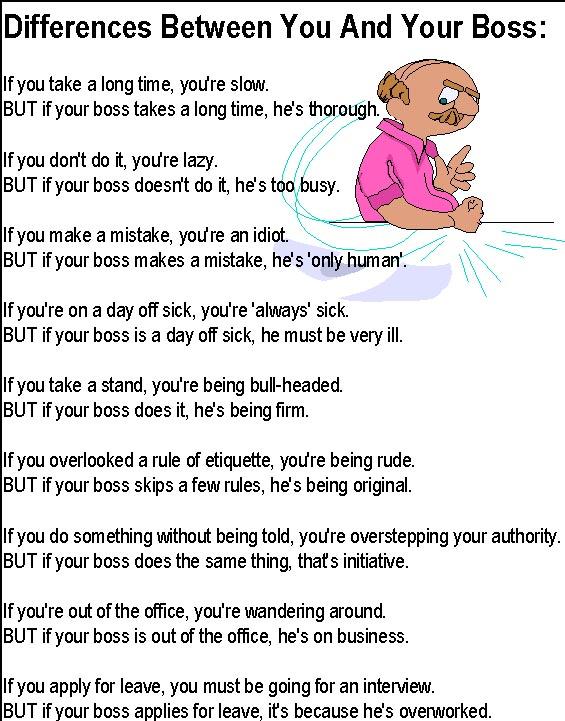 Differences Between You And Your Boss:
If you take a long time, you're slow.
BUT if your boss takes a long time, he's thorough.
If you don't do it, you're lazy.
BUT if your boss doesn't do it, he's too busy.
If you make a mistake, you're an idiot.
BUT if your boss makes a mistake, he's 'only human'.
If you're on a day off sick, you're 'always' sick.
BUT if your boss is a day off sick, he must be very ill.
If you take a stand, you're being bull-headed.
BUT if your boss does it, he's being firm.
If you overlooked a rule of etiquette, you're being rude.
BUT if your boss skips a few rules, he's being original.
If you do something without being told, you're overstepping your authority.
BUT if your boss does the same thing, that's initiative.
If you're out of the office, you're wandering around.
BUT if your boss is out of the office, he's on business.
If you apply for leave, you must be going for an interview.
BUT if your boss applies for leave, it's because he's overworked.